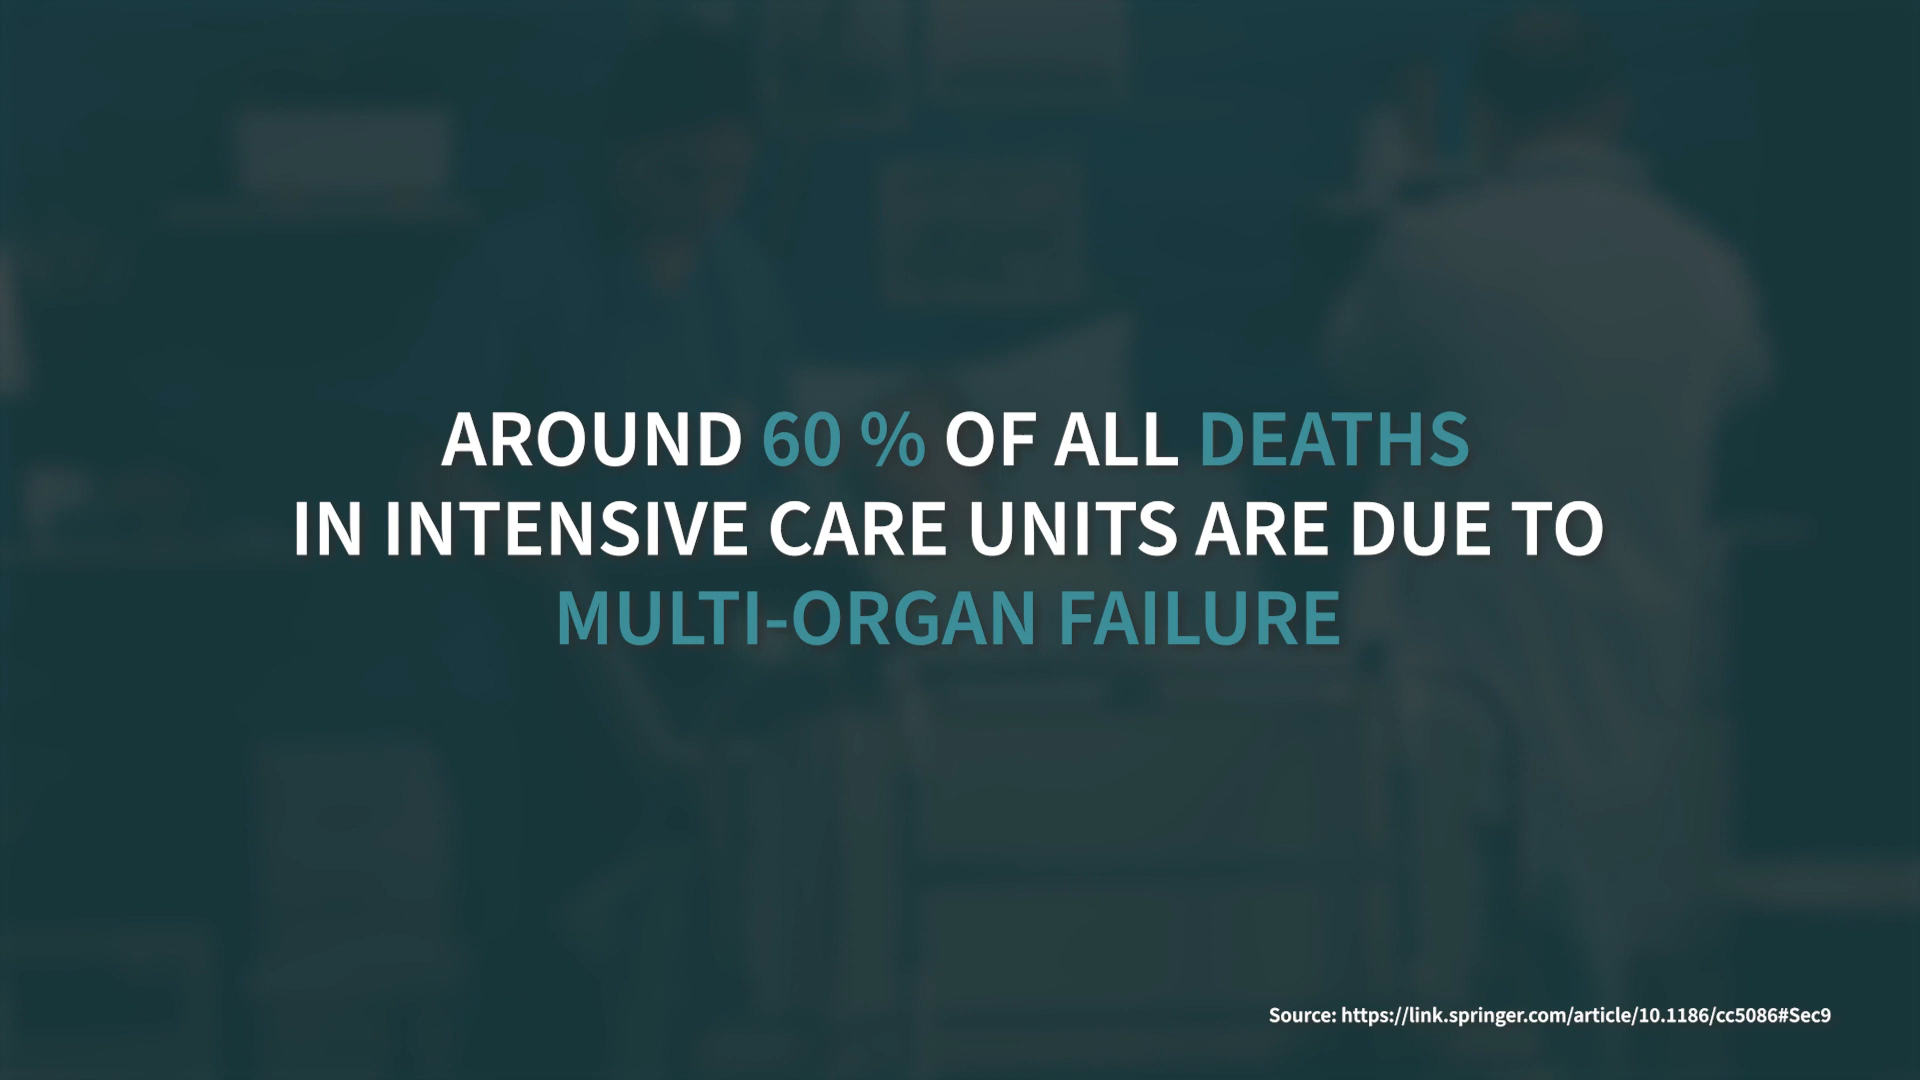 AROUND 60 % OF ALL DEATHS
IN INTENSIVE CARE UNITS ARE DUE TO
MULTI-ORGAN FAILURE
Source: https://link.springer.com/article/10.1186/cc5086#Sec9